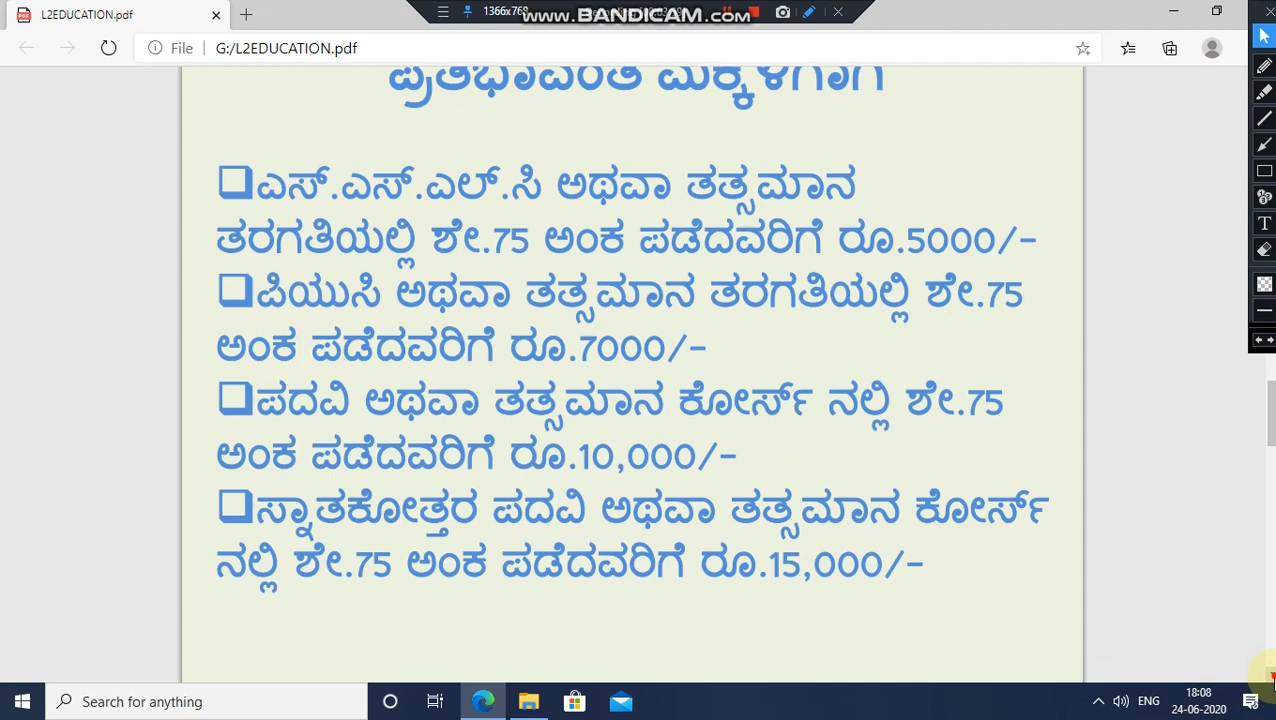 L2EDUCATION.pdf
1366x768
WWW.BANDICAM.COM
File G:/L2EDUCATION.pdf
ಪ್ರತಿಭಾವಂತ ಮಕ್ಕಳಿಗಾಗಿ
❑ಎಸ್.ಎಸ್.ಎಲ್.ಸಿ ಅಥವಾ ತತ್ಸಮಾನ
ತರಗತಿಯಲ್ಲಿ ಶೇ.75 ಅಂಕ ಪಡೆದವರಿಗೆ ರೂ.5000/-
❑ಪಿಯುಸಿ ಅಥವಾ ತತ್ಸಮಾನ ತರಗತಿಯಲ್ಲಿ ಶೇ.75
ಅಂಕ ಪಡೆದವರಿಗೆ ರೂ.7000/-
❑ಪದವಿ ಅಥವಾ ತತ್ಸಮಾನ ಕೋರ್ಸ್ ನಲ್ಲಿ ಶೇ.75
ಅಂಕ ಪಡೆದವರಿಗೆ ರೂ.10,000/-
❑ಸ್ನಾತಕೋತ್ತರ ಪದವಿ ಅಥವಾ ತತ್ಸಮಾನ ಕೋರ್ಸ್
ನಲ್ಲಿ ಶೇ.75 ಅಂಕ ಪಡೆದವರಿಗೆ ರೂ.15,000/-
Search for anything
ENG
18:08
24-06-2020